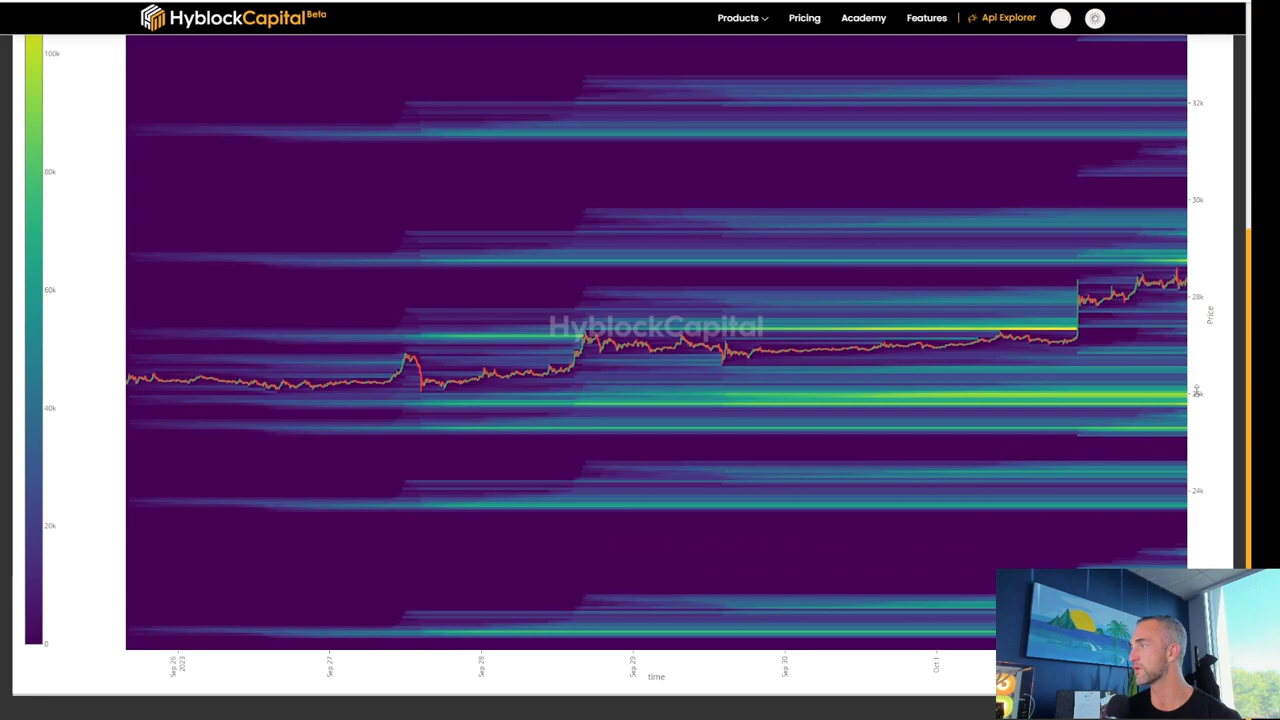 HyblockCapital Beta
Products
Pricing
Academy
Features
Api Explorer
100k
80k
60k
40k
20k
0
HyblockCapital
32k
30k
28k
24k
Price
Sep 26
2023
Sep 27
Sep 28
Sep 29
Sep 30
Oct 1
time